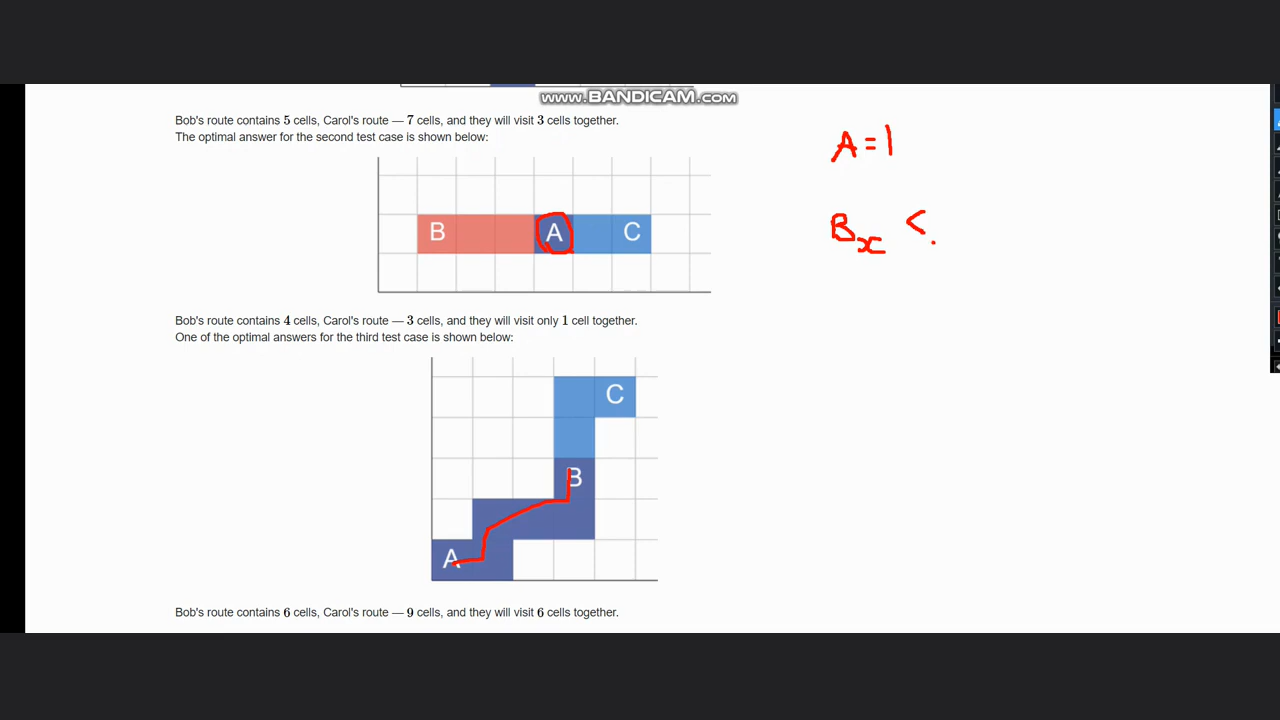 www.BANDICAM.com
Bob's route contains 5 cells, Carol's route — 7 cells, and they will visit 3 cells together.
The optimal answer for the second test case is shown below:
A = 1
B A C
Bx <
Bob's route contains 4 cells, Carol's route — 3 cells, and they will visit only 1 cell together.
One of the optimal answers for the third test case is shown below:
C
B
A
Bob's route contains 6 cells, Carol's route — 9 cells, and they will visit 6 cells together.